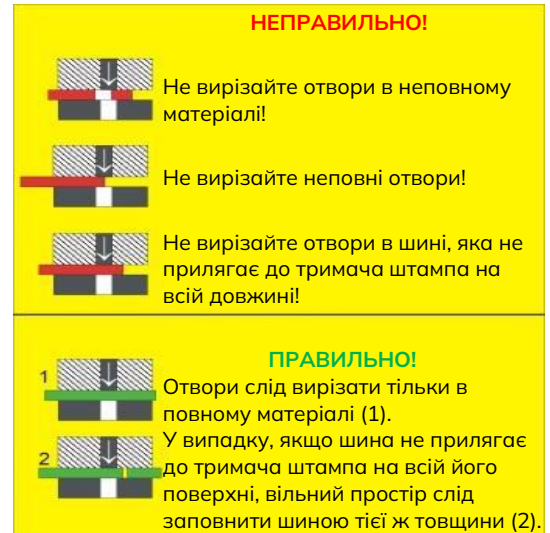 НЕПРАВИЛЬНО!
Не вирізайте отвори в неповному
матеріалі!
Не вирізайте неповні отвори!
Не вирізайте отвори в шині, яка не
прилягає до тримача штампа на
всій довжині!
ПРАВИЛЬНО!
1
Отвори слід вирізати тільки в
повному матеріалі (1).
У випадку, якщо шина не прилягає
2
до тримача штампа на всій його
поверхні, вільний простір слід
заповнити шиною тієї ж товщини (2).